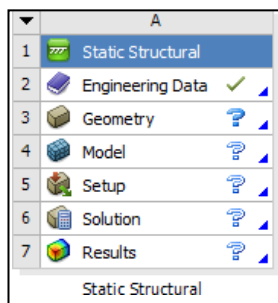 A
1 Static Structural
2 Engineering Data
3 Geometry
4 Model
5 Setup
6 Solution
7 Results
Static Structural